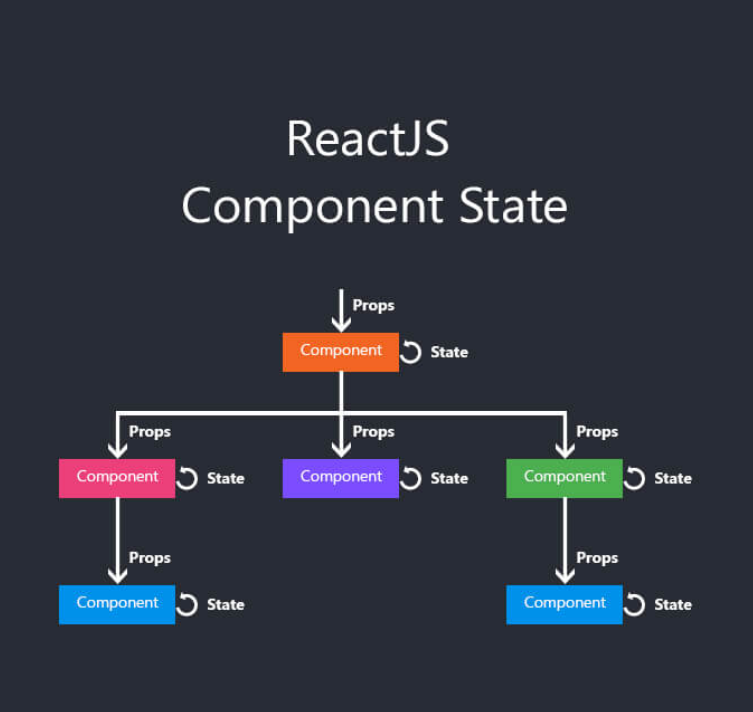 ReactJS
Component State
Props
Component State
Props Props Props
Component State Component State Component State
Props Props
Component State Component State